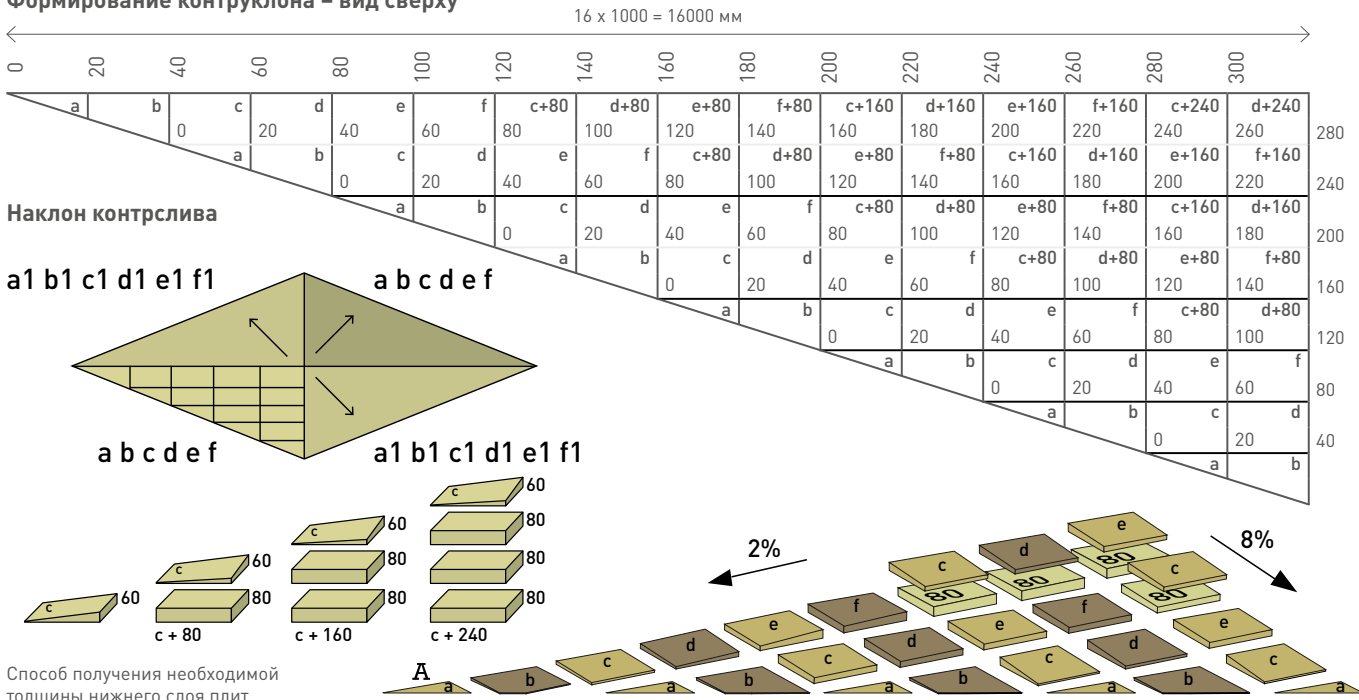 Формирование контруклона – вид сверху
16 x 1000 = 16000 мм
0 20 40 60 80 100 120 140 160 180 200 220 240 260 280 300
a b c d e f c+80 d+80 e+80 f+80 c+160 d+160 e+160 f+160 c+240 d+240
0 20 40 60 80 100 120 140 160 180 200 220 240 260 280
a b c d e f c+80 d+80 e+80 f+80 c+160 d+160 e+160 f+160
0 20 40 60 80 100 120 140 160 180 200 220 240
Наклон контрслива
a b c d e f c+80 d+80 e+80 f+80 c+160 d+160
0 20 40 60 80 100 120 140 160 180 200
a b c d e f c+80 d+80 e+80 f+80
0 20 40 60 80 100 120 140 160
a b c d e f c+80 d+80
0 20 40 60 80 100 120
a b c d e f
0 20 40 60 80
a b c d
0 20 40
a b
a1 b1 c1 d1 e1 f1
a b c d e f
a b c d e f
a1 b1 c1 d1 e1 f1
c 60
c 60 80
c 60 80 80
c 60 80 80 80
c + 80
c + 160
c + 240
2%
8%
e
d 80
c 80 c
80 80
f f
e e e
d d d
c c c c
A
a b a b a b a
Способ получения необходимой
толщины нижнего слоя плит